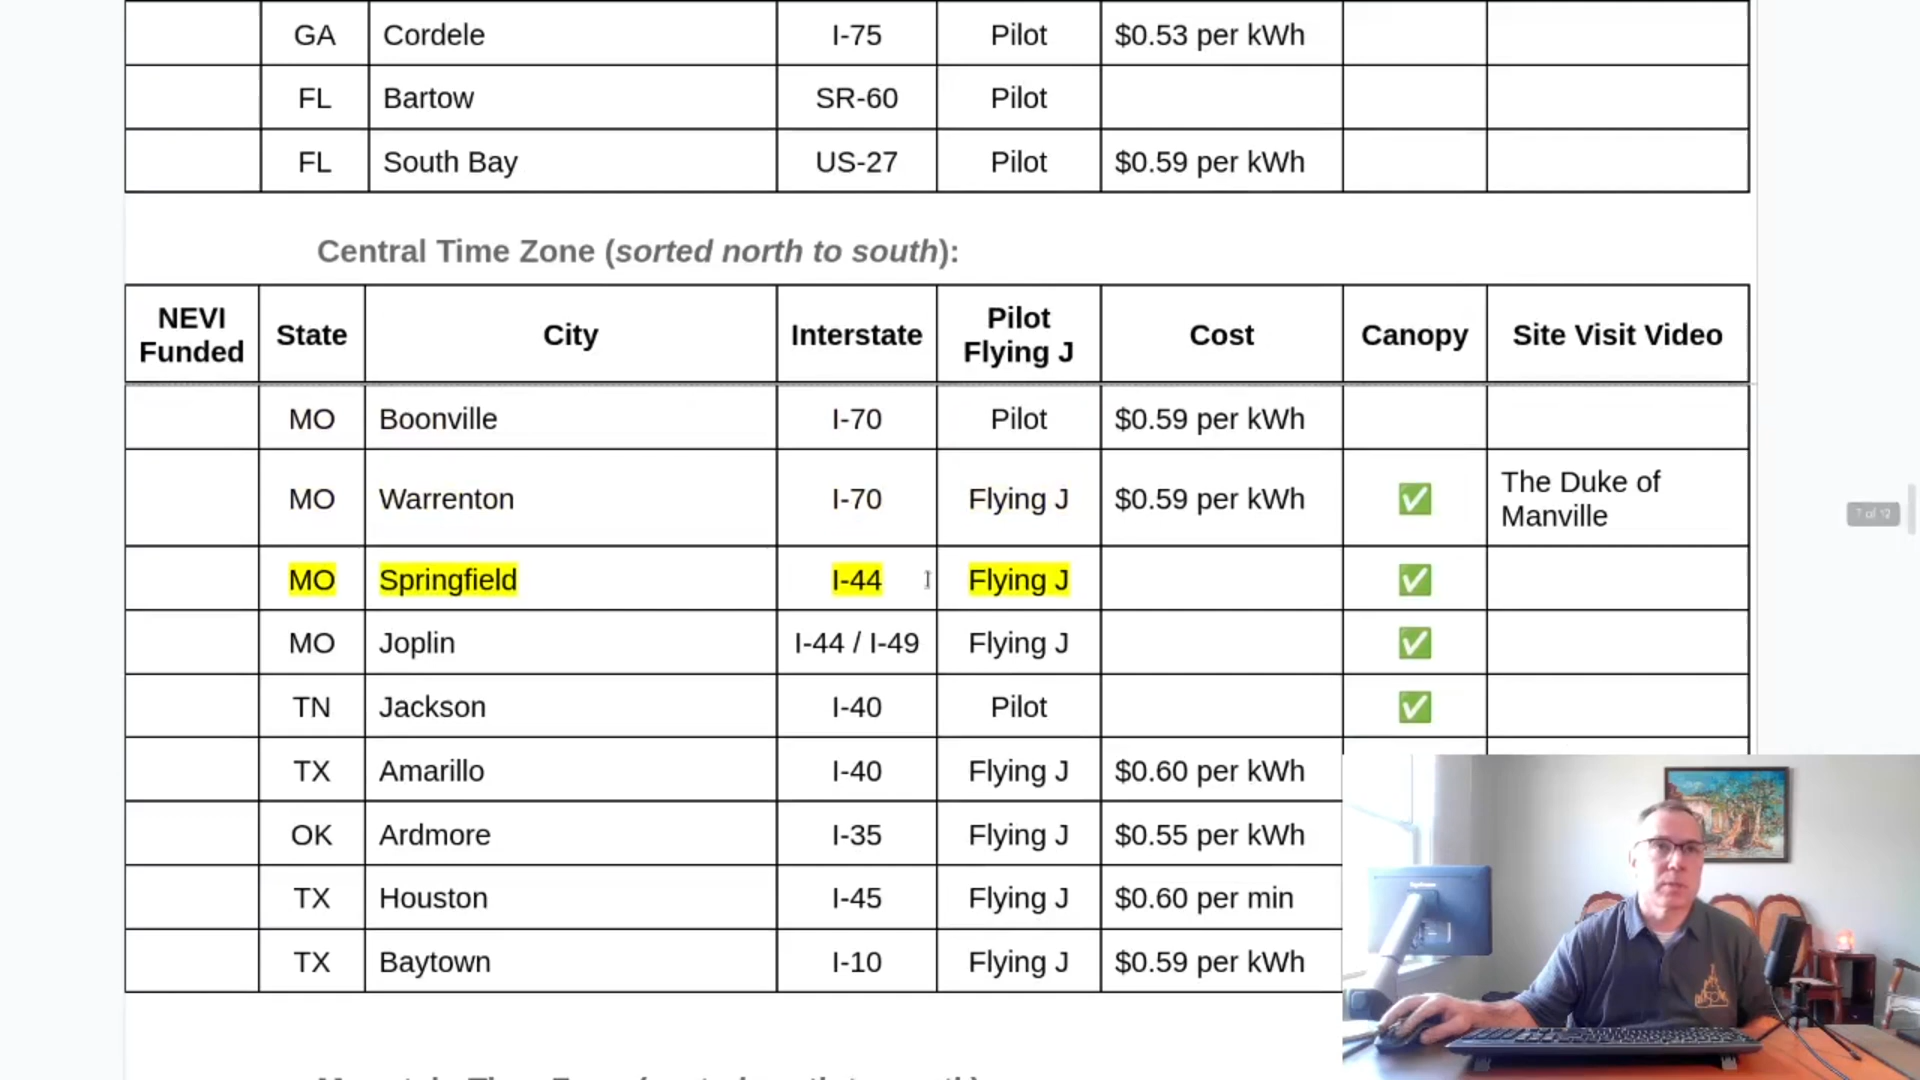 GA Cordele I-75 Pilot $0.53 per kWh
FL Bartow SR-60 Pilot
FL South Bay US-27 Pilot $0.59 per kWh
Central Time Zone (sorted north to south):
NEVI Funded State City Interstate Pilot Flying J Cost Canopy Site Visit Video
MO Boonville I-70 Pilot $0.59 per kWh
MO Warrenton I-70 Flying J $0.59 per kWh ✅ The Duke of Manville
MO Springfield I-44 Flying J ✅
MO Joplin I-44 / I-49 Flying J ✅
TN Jackson I-40 Pilot ✅
TX Amarillo I-40 Flying J $0.60 per kWh
OK Ardmore I-35 Flying J $0.55 per kWh
TX Houston I-45 Flying J $0.60 per min
TX Baytown I-10 Flying J $0.59 per kWh
7 of 12